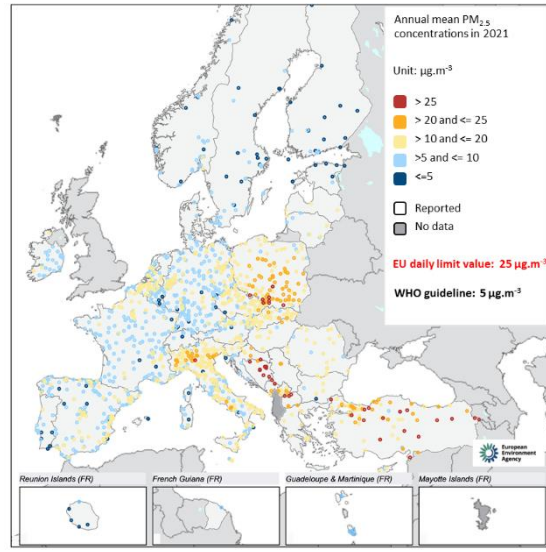 Annual mean PM₂.₅
concentrations in 2021
Unit: µg.m⁻³
> 25
> 20 and <= 25
> 10 and <= 20
>5 and <= 10
<=5
Reported
No data
EU daily limit value: 25 µg.m⁻³
WHO guideline: 5 µg.m⁻³
European
Environment
Agency
Reunion Islands (FR)
French Guiana (FR)
Guadeloupe & Martinique (FR)
Mayotte Islands (FR)